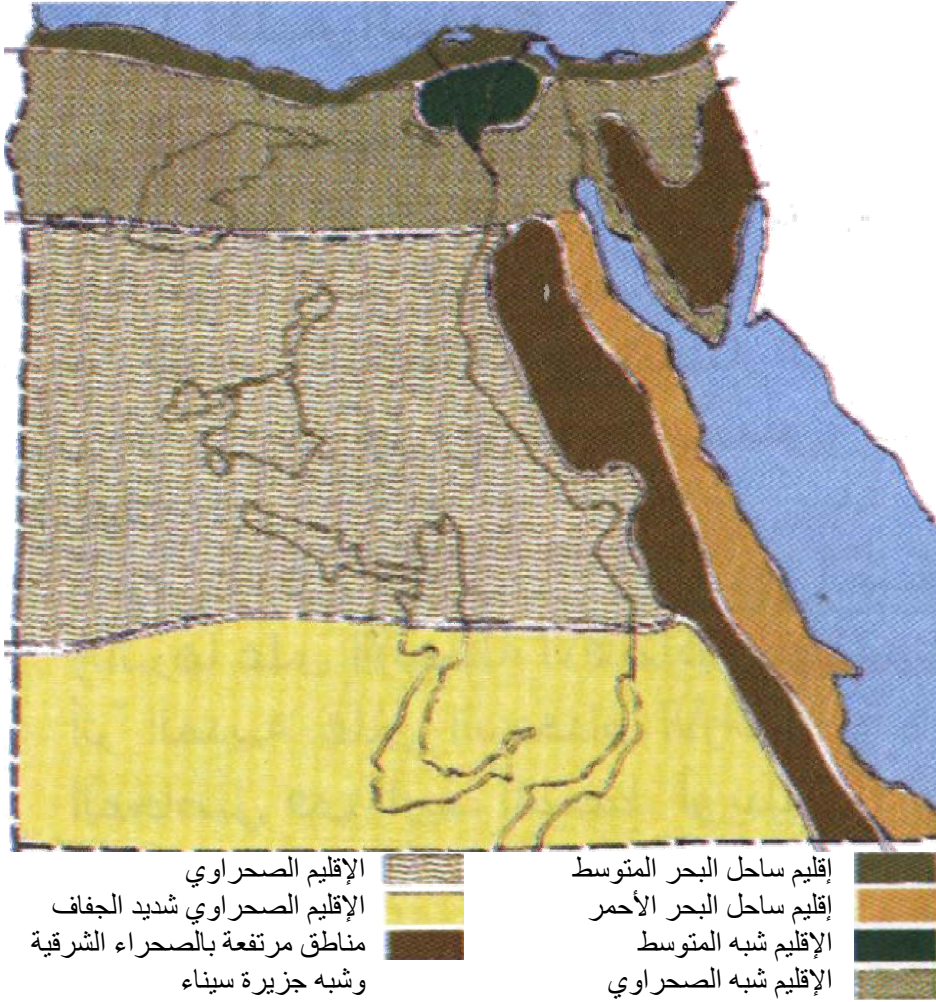 إقليم ساحل البحر المتوسط
إقليم ساحل البحر الأحمر
الإقليم شبه المتوسط
الإقليم شبه الصحراوي
الإقليم الصحراوي
الإقليم الصحراوي شديد الجفاف
مناطق مرتفعة بالصحراء الشرقية
وشبه جزيرة سيناء